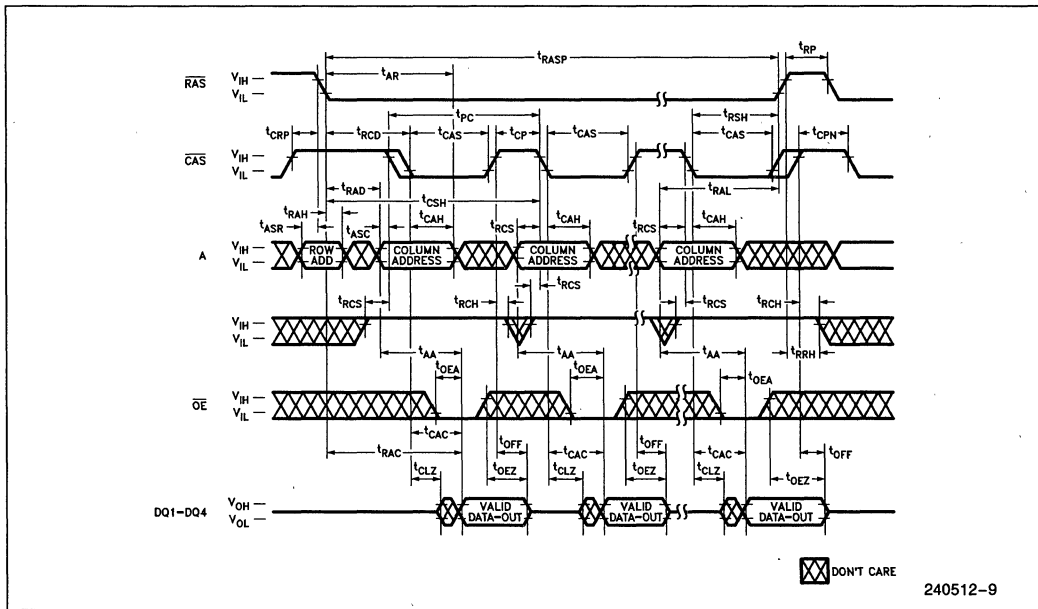 tRASP tRP
tAR
RAS VIH
VIL
tPC tRSH
tCRP tRCD tCAS tCP tCAS tCAS tCPN
CAS VIH
VIL
tRAD tRAL
tCSH
tRAH tCAH tRCS tCAH tRCS tCAH
tASR tASC
A VIH
VIL
ROW ADD
COLUMN ADDRESS
COLUMN ADDRESS
COLUMN ADDRESS
tRCS tRCH tRCS tRCS tRCH
VIH
VIL
tAA tAA tAA tRRH
tOEA tOEA tOEA
OE VIH
VIL
tCAC tOFF tOFF tOFF
tRAC tCAC tCAC
tCLZ tOEZ tCLZ tOEZ tCLZ tOEZ
DQ1–DQ4 VOH
VOL
VALID DATA-OUT
VALID DATA-OUT
VALID DATA-OUT
DON'T CARE
240512–9